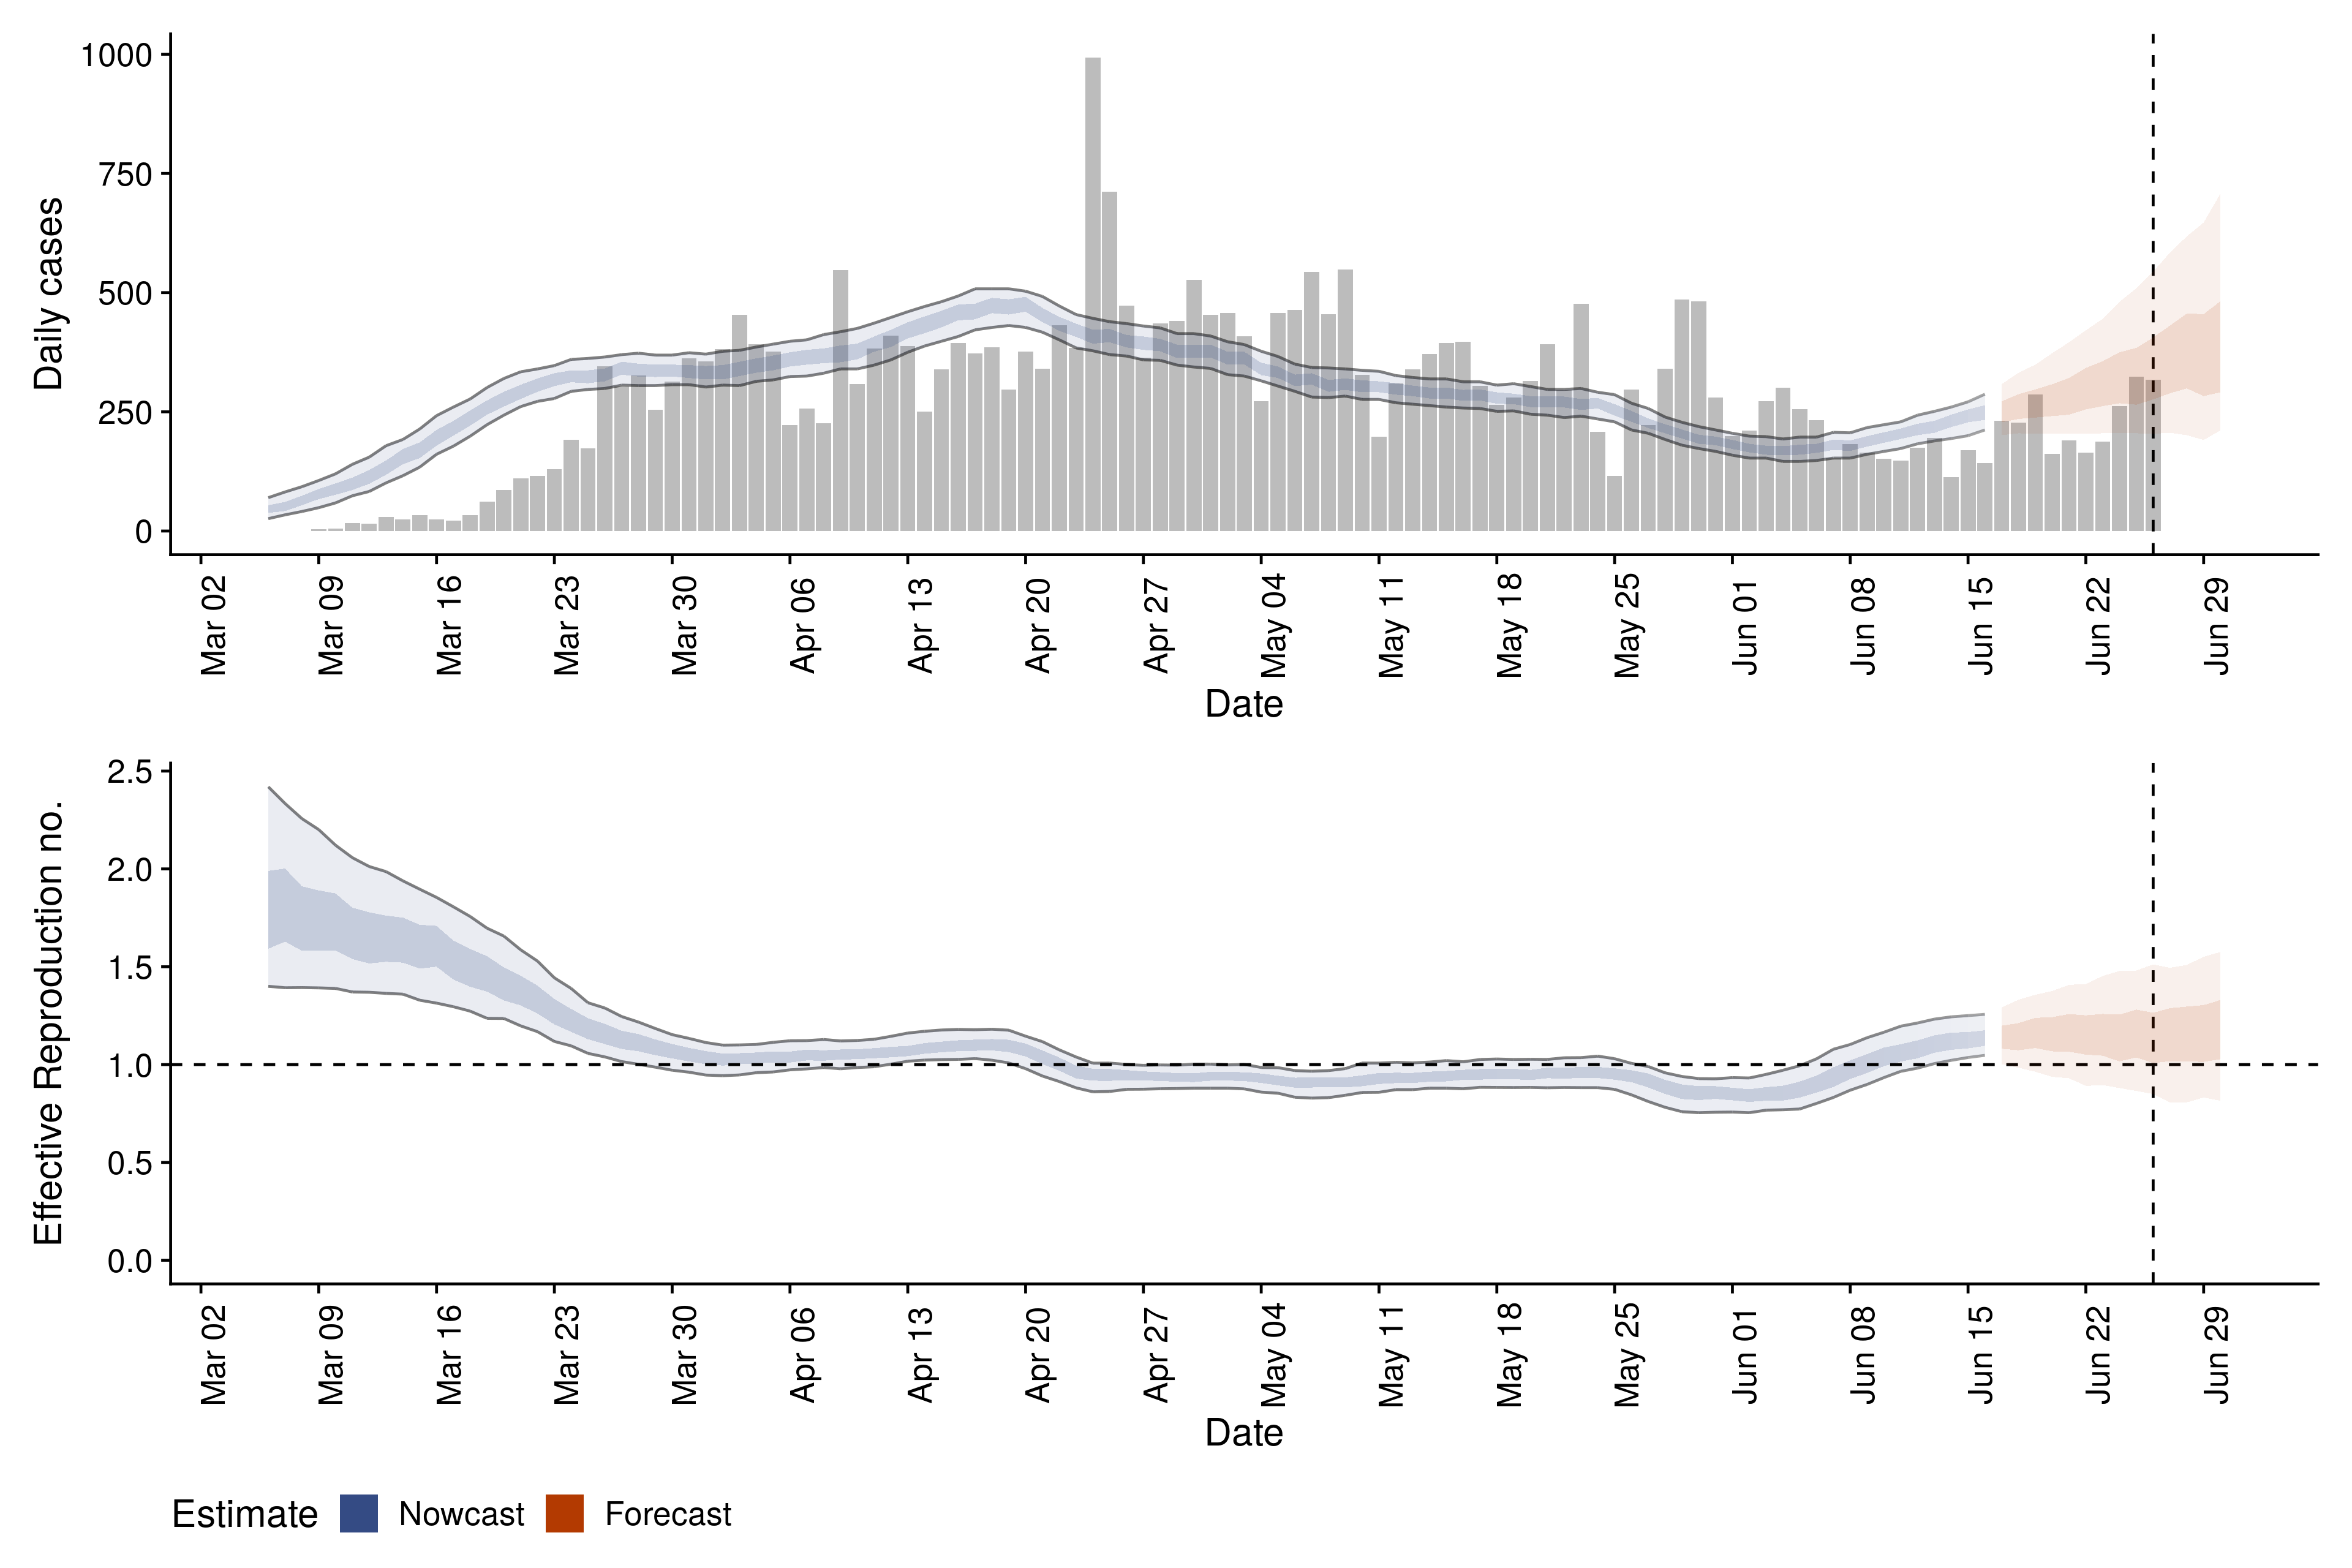 Daily cases
1000
750
500
250
0
Mar 02
Mar 09
Mar 16
Mar 23
Mar 30
Apr 06
Apr 13
Apr 20
Apr 27
May 04
May 11
May 18
May 25
Jun 01
Jun 08
Jun 15
Jun 22
Jun 29
Date
Effective Reproduction no.
2.5
2.0
1.5
1.0
0.5
0.0
Mar 02
Mar 09
Mar 16
Mar 23
Mar 30
Apr 06
Apr 13
Apr 20
Apr 27
May 04
May 11
May 18
May 25
Jun 01
Jun 08
Jun 15
Jun 22
Jun 29
Date
Estimate Nowcast Forecast